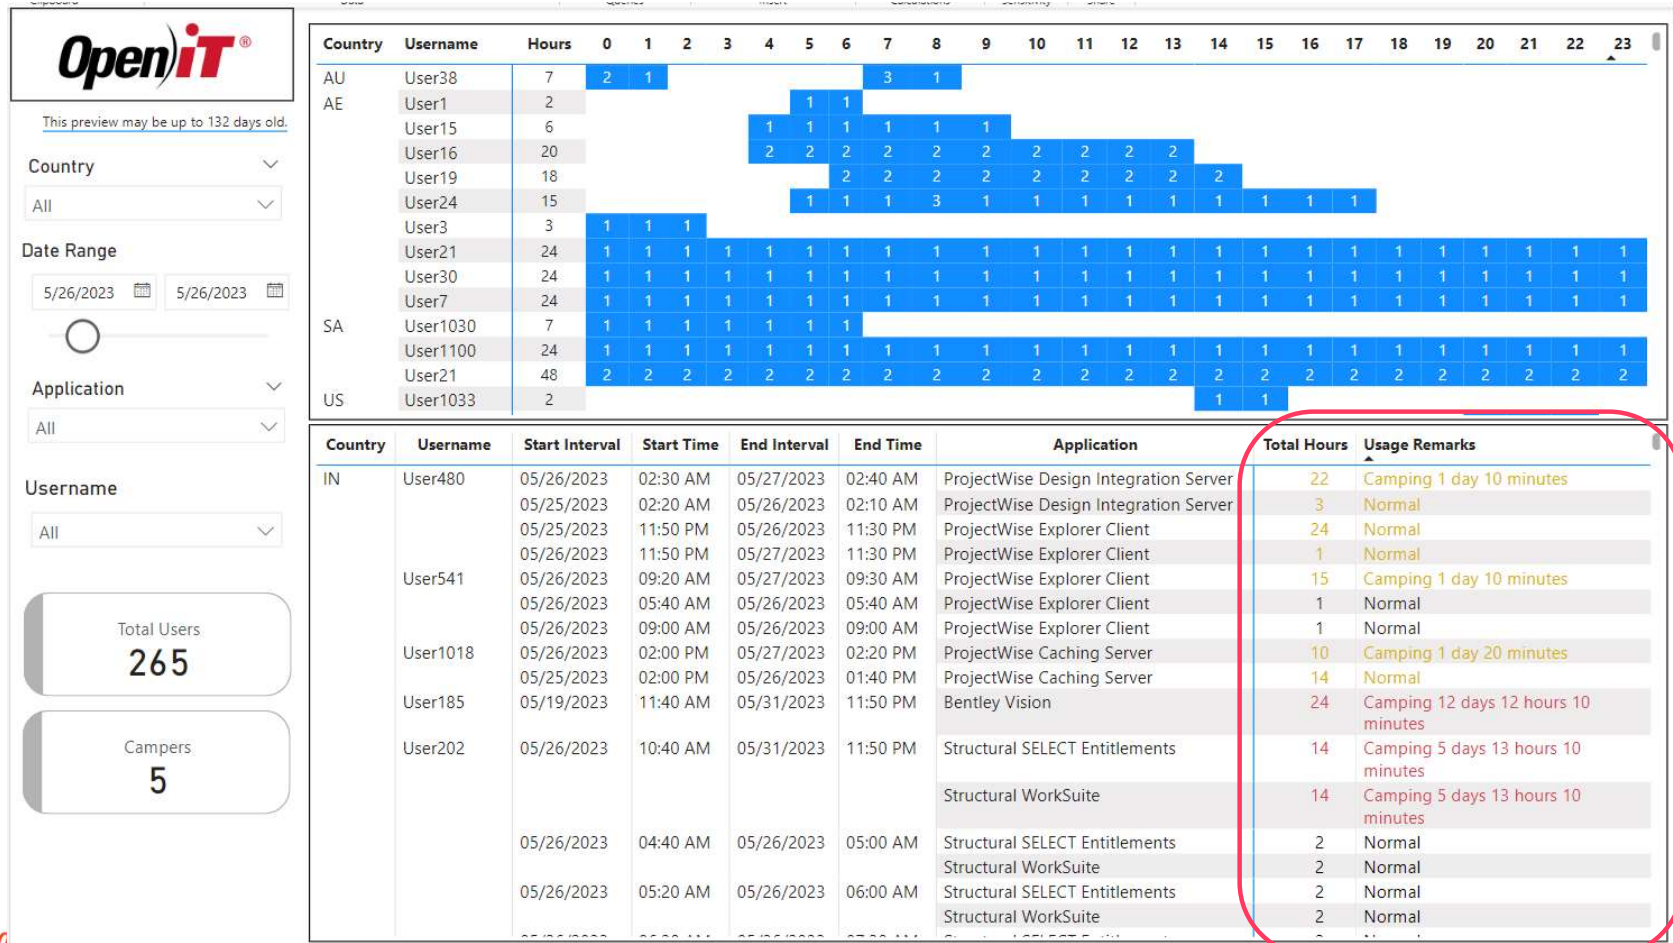 Open iT®
This preview may be up to 132 days old.
Country
All
Date Range
5/26/2023 5/26/2023
Application
All
Username
All
Total Users
265
Campers
5
Country Username Hours 0 1 2 3 4 5 6 7 8 9 10 11 12 13 14 15 16 17 18 19 20 21 22 23
AU User38 7 2 1 3 1
AE User1 2 1 1
User15 6 1 1 1 1 1 1
User16 20 2 2 2 2 2 2 2 2 2 2
User19 18 2 2 2 2 2 2 2 2 2
User24 15 1 1 1 3 1 1 1 1 1 1 1 1 1
User3 3 1 1 1
User21 24 1 1 1 1 1 1 1 1 1 1 1 1 1 1 1 1 1 1 1 1 1 1 1 1
User30 24 1 1 1 1 1 1 1 1 1 1 1 1 1 1 1 1 1 1 1 1 1 1 1 1
User7 24 1 1 1 1 1 1 1 1 1 1 1 1 1 1 1 1 1 1 1 1 1 1 1 1
SA User1030 7 1 1 1 1 1 1 1
User1100 24 1 1 1 1 1 1 1 1 1 1 1 1 1 1 1 1 1 1 1 1 1 1 1 1
User21 48 2 2 2 2 2 2 2 2 2 2 2 2 2 2 2 2 2 2 2 2 2 2 2 2
US User1033 2 1 1
Country Username Start Interval Start Time End Interval End Time Application Total Hours Usage Remarks
IN User480 05/26/2023 02:30 AM 05/27/2023 02:40 AM ProjectWise Design Integration Server 22 Camping 1 day 10 minutes
05/25/2023 02:20 AM 05/26/2023 02:10 AM ProjectWise Design Integration Server 3 Normal
05/25/2023 11:50 PM 05/26/2023 11:30 PM ProjectWise Explorer Client 24 Normal
05/26/2023 11:50 PM 05/27/2023 11:30 PM ProjectWise Explorer Client 1 Normal
User541 05/26/2023 09:20 AM 05/27/2023 09:30 AM ProjectWise Explorer Client 15 Camping 1 day 10 minutes
05/26/2023 05:40 AM 05/26/2023 05:40 AM ProjectWise Explorer Client 1 Normal
05/26/2023 09:00 AM 05/26/2023 09:00 AM ProjectWise Explorer Client 1 Normal
User1018 05/26/2023 02:00 PM 05/27/2023 02:20 PM ProjectWise Caching Server 10 Camping 1 day 20 minutes
05/25/2023 02:00 PM 05/26/2023 01:40 PM ProjectWise Caching Server 14 Normal
User185 05/19/2023 11:40 AM 05/31/2023 11:50 PM Bentley Vision 24 Camping 12 days 12 hours 10
minutes
User202 05/26/2023 10:40 AM 05/31/2023 11:50 PM Structural SELECT Entitlements 14 Camping 5 days 13 hours 10
minutes
Structural WorkSuite 14 Camping 5 days 13 hours 10
minutes
05/26/2023 04:40 AM 05/26/2023 05:00 AM Structural SELECT Entitlements 2 Normal
Structural WorkSuite 2 Normal
05/26/2023 05:20 AM 05/26/2023 06:00 AM Structural SELECT Entitlements 2 Normal
Structural WorkSuite 2 Normal